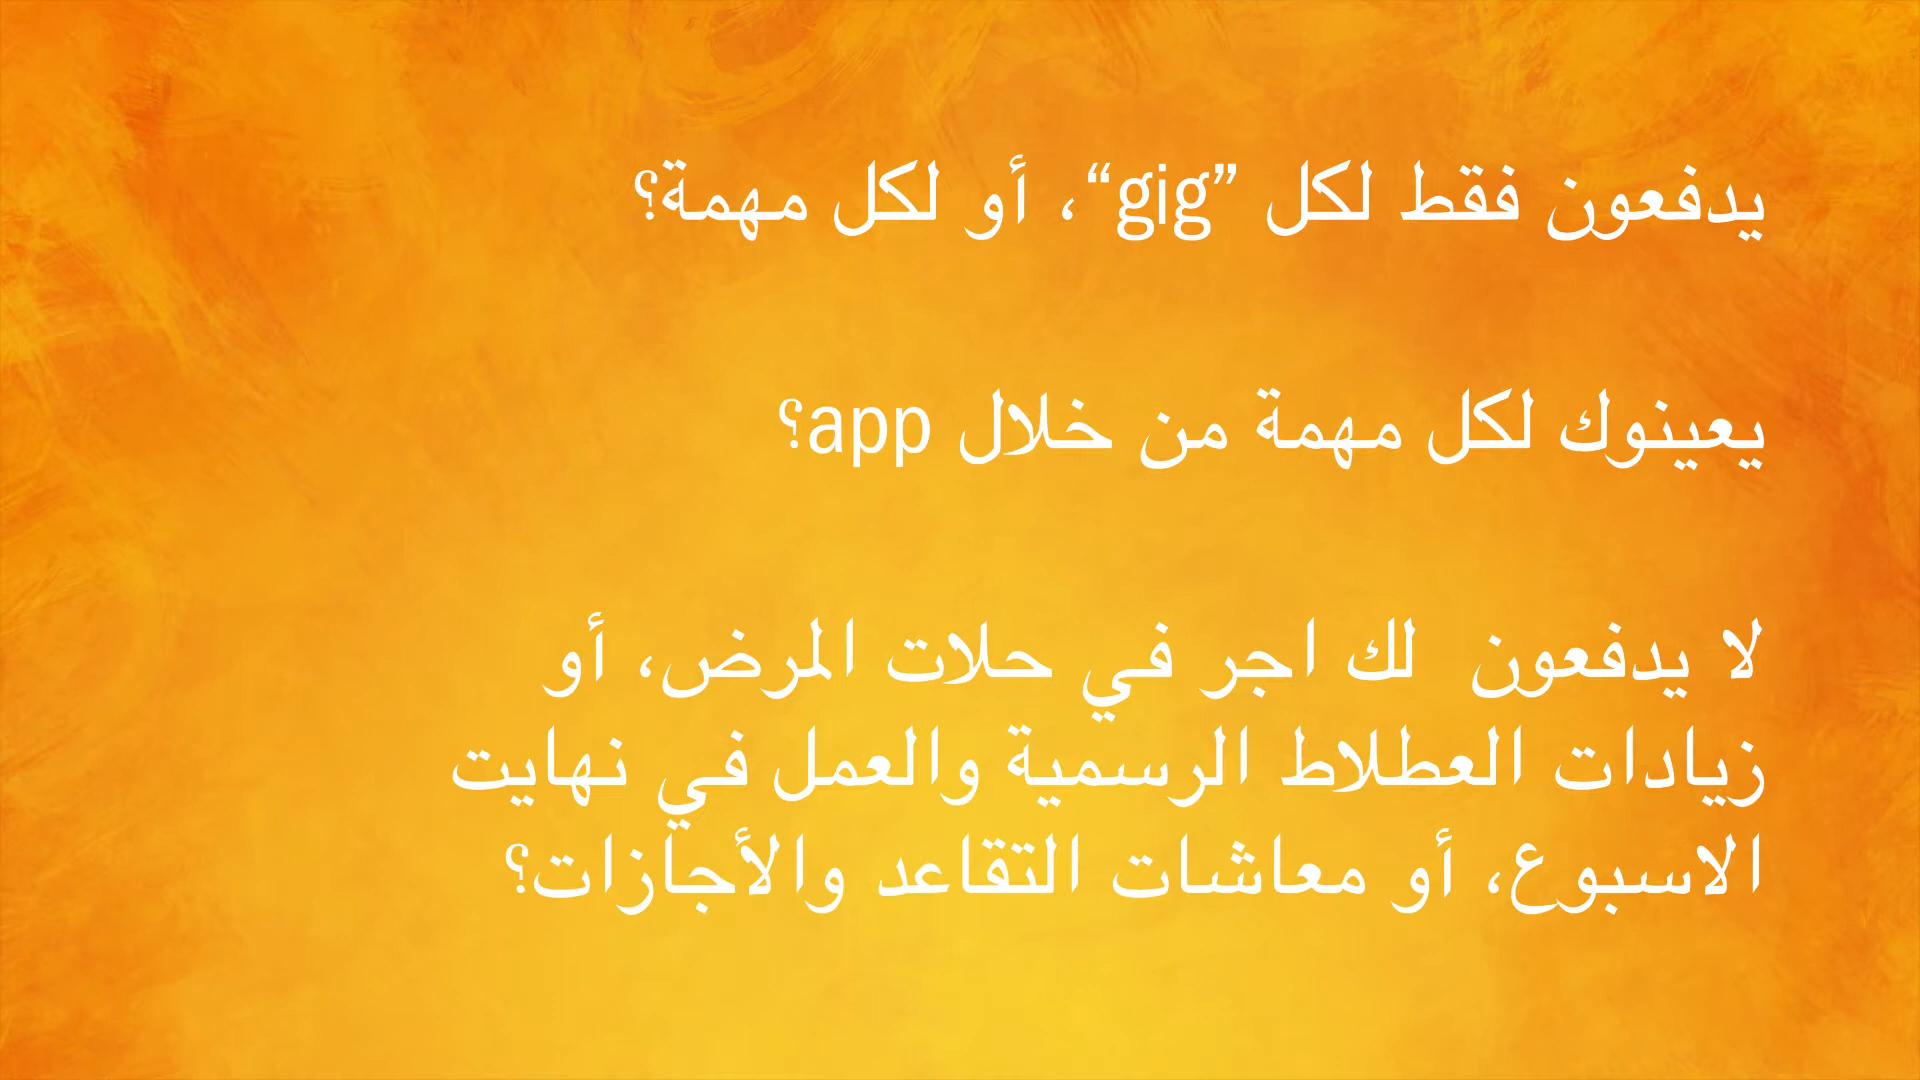 يدفعون فقط لكل ”gig“، أو لكل مهمة؟
يعينوك لكل مهمة من خلال app؟
لا يدفعون  لك اجر في حلات المرض، أو
زيادات العطلاط الرسمية والعمل في نهايت
الاسبوع، أو معاشات التقاعد والأجازات؟